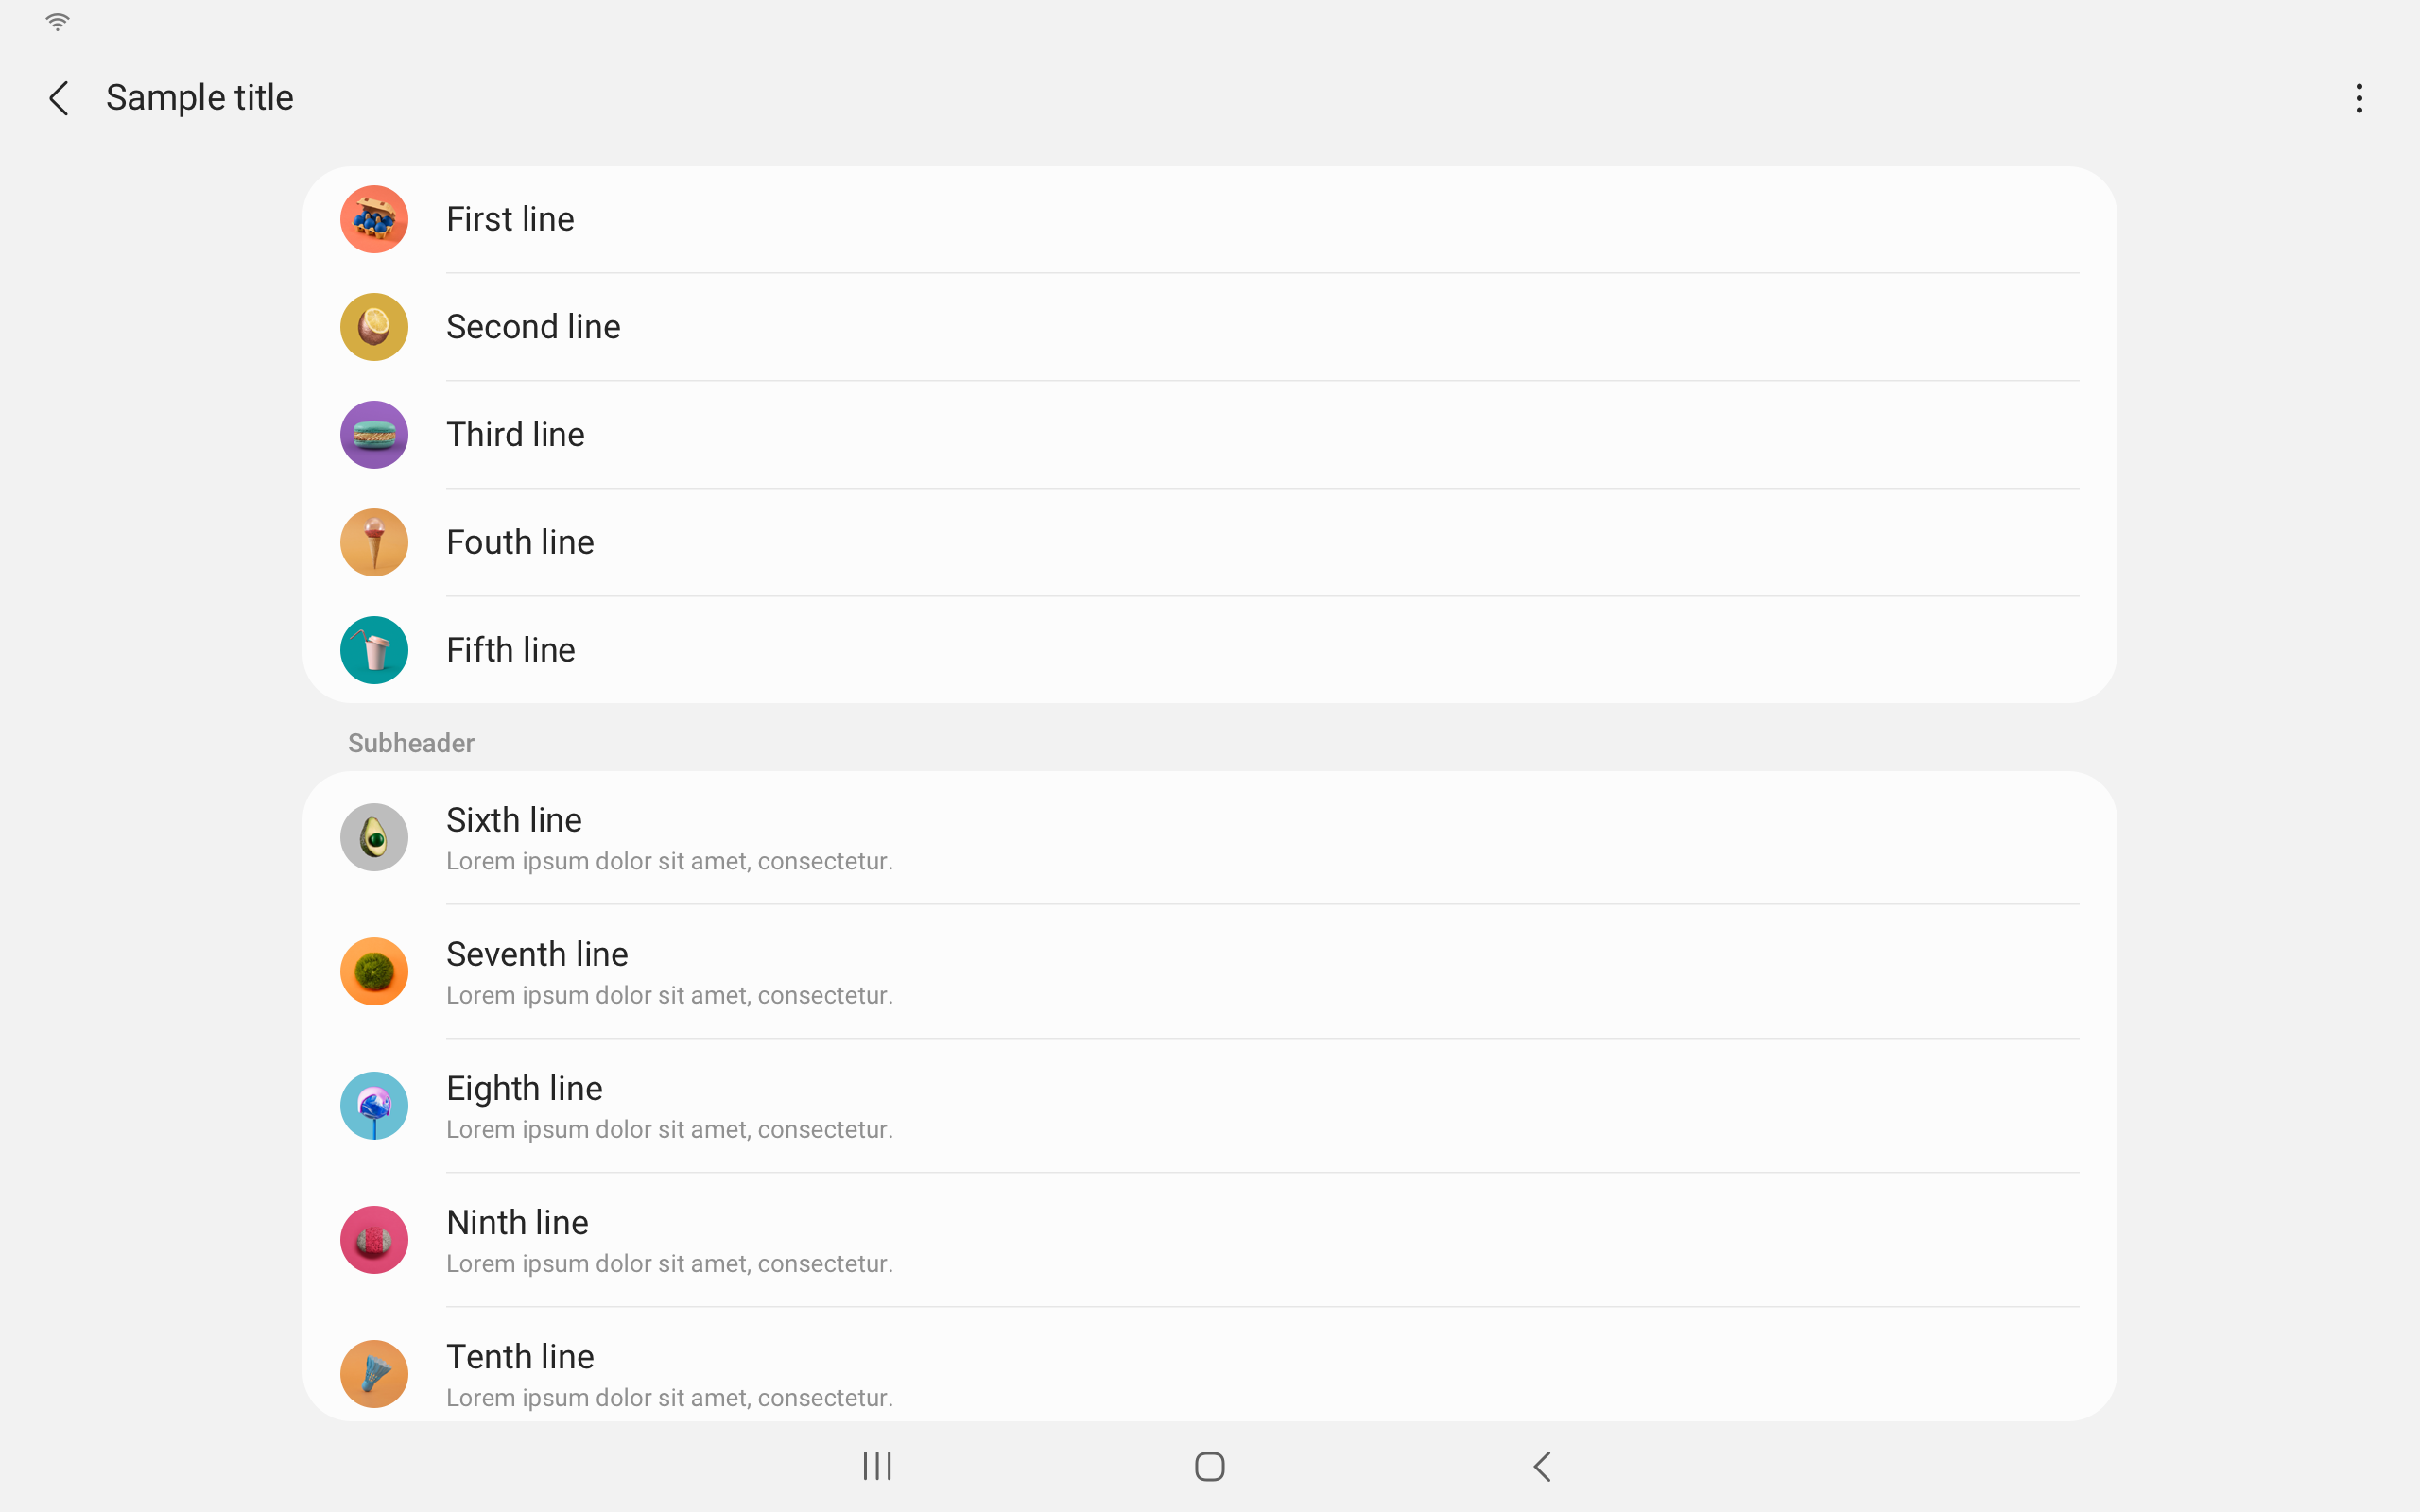 Sample title
First line
Second line
Third line
Fouth line
Fifth line
Subheader
Sixth line
Lorem ipsum dolor sit amet, consectetur.
Seventh line
Lorem ipsum dolor sit amet, consectetur.
Eighth line
Lorem ipsum dolor sit amet, consectetur.
Ninth line
Lorem ipsum dolor sit amet, consectetur.
Tenth line
Lorem ipsum dolor sit amet, consectetur.